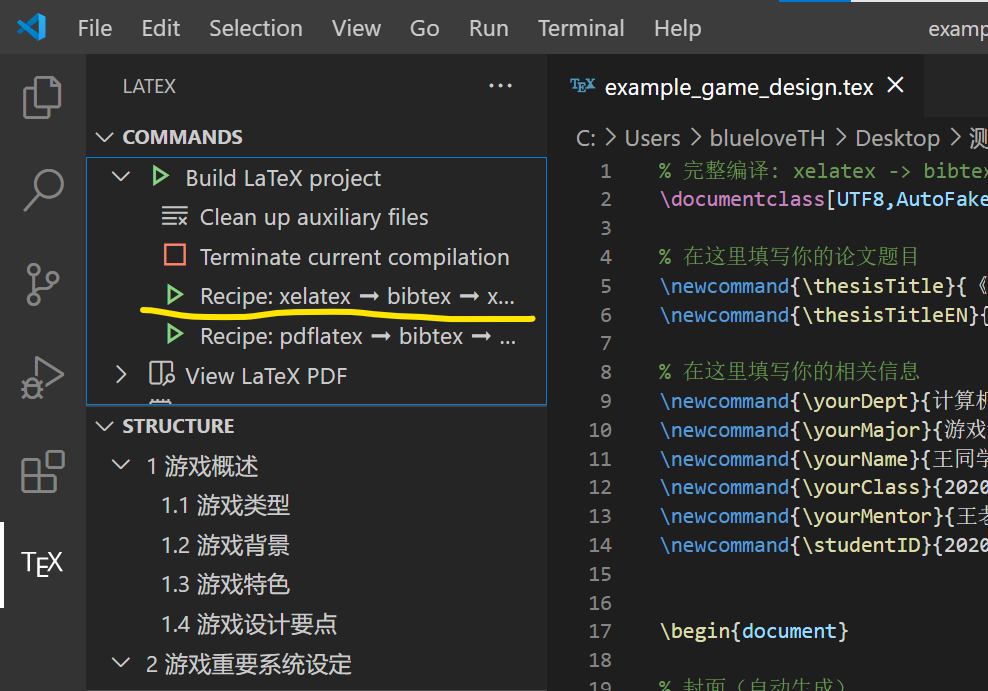 File Edit Selection View Go Run Terminal Help examp
LATEX ...
COMMANDS
Build LaTeX project
Clean up auxiliary files
Terminate current compilation
Recipe: xelatex → bibtex → x...
Recipe: pdflatex → bibtex → ...
View LaTeX PDF
STRUCTURE
1 游戏概述
1.1 游戏类型
1.2 游戏背景
1.3 游戏特色
1.4 游戏设计要点
2 游戏重要系统设定
TEX
TEX example_game_design.tex
C: > Users > blueloveTH > Desktop > 测
1 % 完整编译: xelatex -> bibtex
2 \documentclass[UTF8,AutoFake
3
4 % 在这里填写你的论文题目
5 \newcommand{\thesisTitle}{《
6 \newcommand{\thesisTitleEN}{
7
8 % 在这里填写你的相关信息
9 \newcommand{\yourDept}{计算机
10 \newcommand{\yourMajor}{游戏
11 \newcommand{\yourName}{王同学
12 \newcommand{\yourClass}{2020
13 \newcommand{\yourMentor}{王老
14 \newcommand{\studentID}{2020
15
16
17 \begin{document}
18
19 % 封面（自动生成）